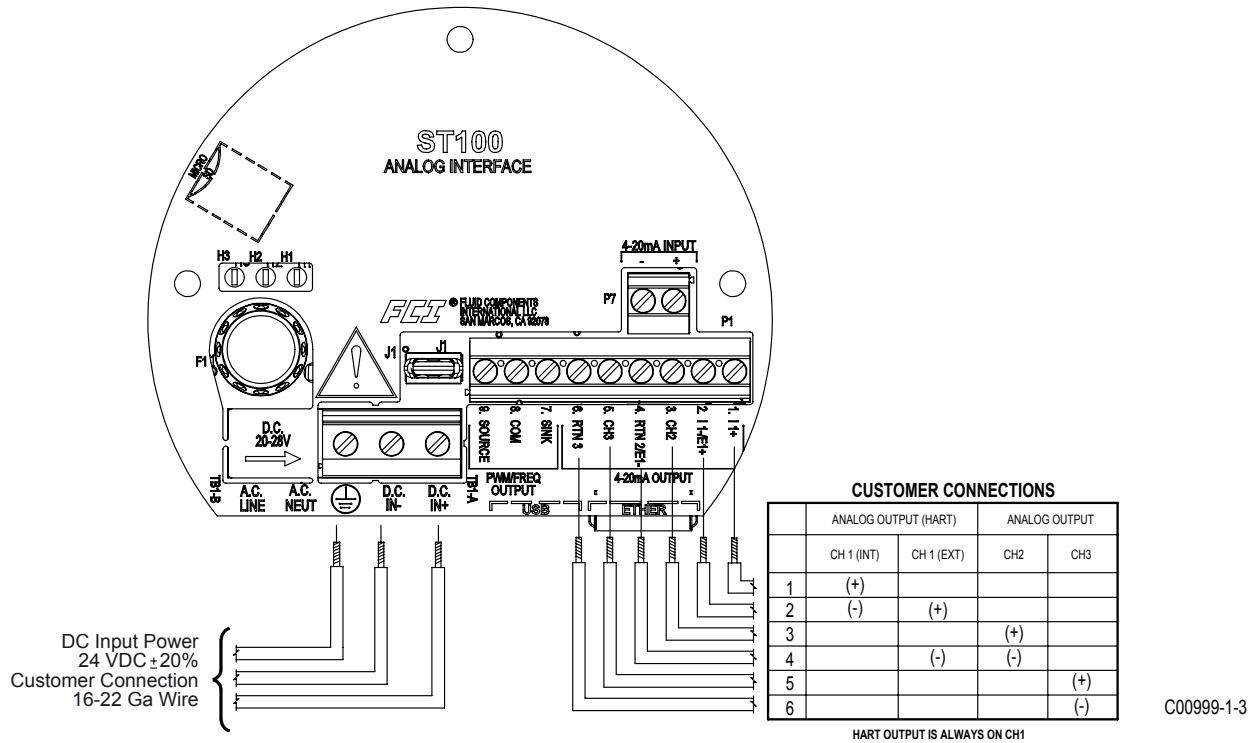 ST100
ANALOG INTERFACE
MICRO
SD
H3 H2 H1
4-20mA INPUT
- +
P7
P1
FCI ® FLUID COMPONENTS
INTERNATIONAL LLC
SAN MARCOS, CA 92078
F1
J1 J1
D.C.
20-28V
TB1-B
A.C.
LINE
A.C.
NEUT
D.C.
IN-
D.C.
IN+
TB1-A
9. SOURCE
8. COM
7. SINK
6. RTN 3
5. CH3
4. RTN 2/E1-
3. CH2
2. I1-/E1+
1. I1+
PWM/FREQ
OUTPUT
4-20mA OUTPUT
USB
ETHER
DC Input Power
24 VDC ±20%
Customer Connection
16-22 Ga Wire
CUSTOMER CONNECTIONS
ANALOG OUTPUT (HART) ANALOG OUTPUT
CH 1 (INT) CH 1 (EXT) CH2 CH3
1 (+)
2 (-) (+)
3 (+)
4 (-) (-)
5 (+)
6 (-)
HART OUTPUT IS ALWAYS ON CH1
C00999-1-3